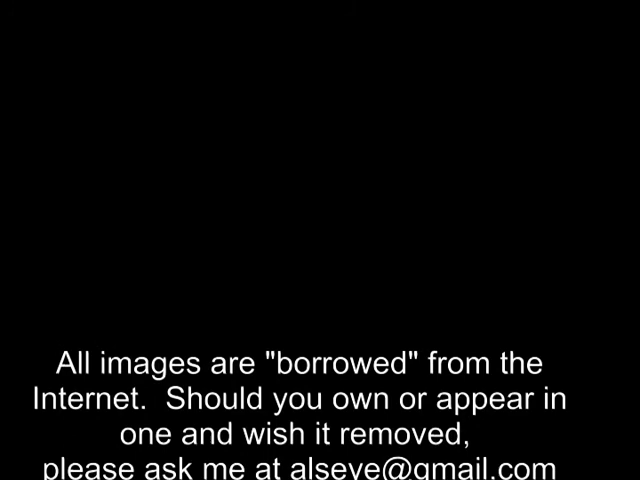 All images are "borrowed" from the
Internet.  Should you own or appear in
one and wish it removed,
please ask me at alseve@gmail.com